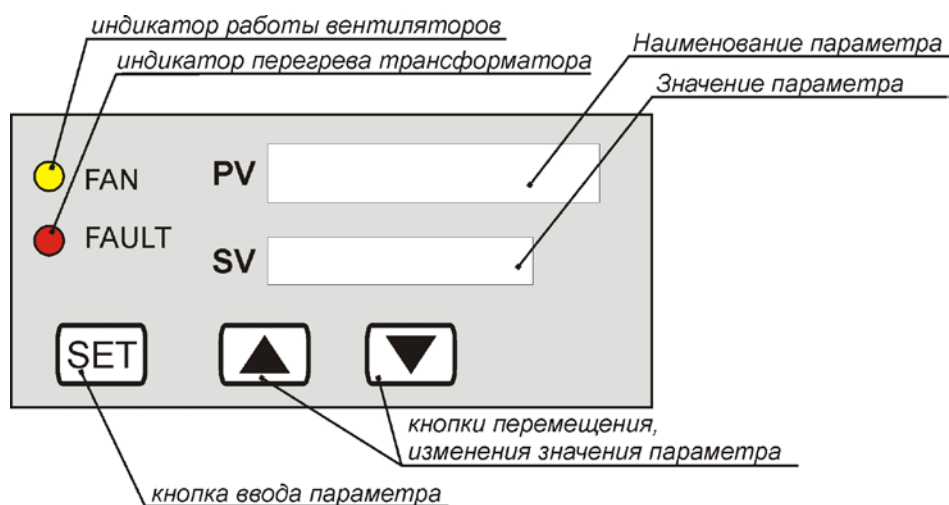 индикатор работы вентиляторов
индикатор перегрева трансформатора
Наименование параметра
Значение параметра
FAN
PV
FAULT
SV
SET
кнопки перемещения,
изменения значения параметра
кнопка ввода параметра